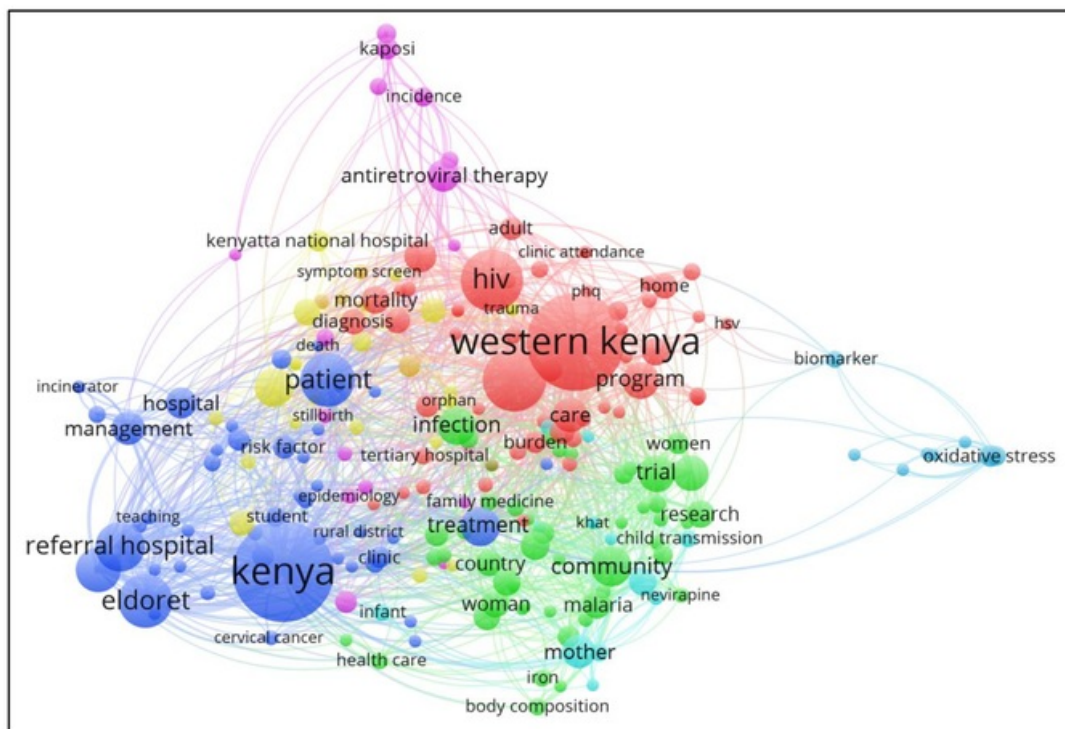 kaposi
incidence
antiretroviral therapy
adult
kenyatta national hospital
clinic attendance
symptom screen
hiv
phq
home
mortality
trauma
diagnosis
hsv
western kenya
death
biomarker
patient
program
incinerator
hospital
orphan
stillbirth
care
management
infection
burden
women
risk factor
tertiary hospital
oxidative stress
trial
epidemiology
family medicine
teaching
student
treatment
khat
research
rural district
child transmission
referral hospital
clinic
country
community
kenya
nevirapine
eldoret
infant
woman
malaria
cervical cancer
mother
health care
iron
body composition